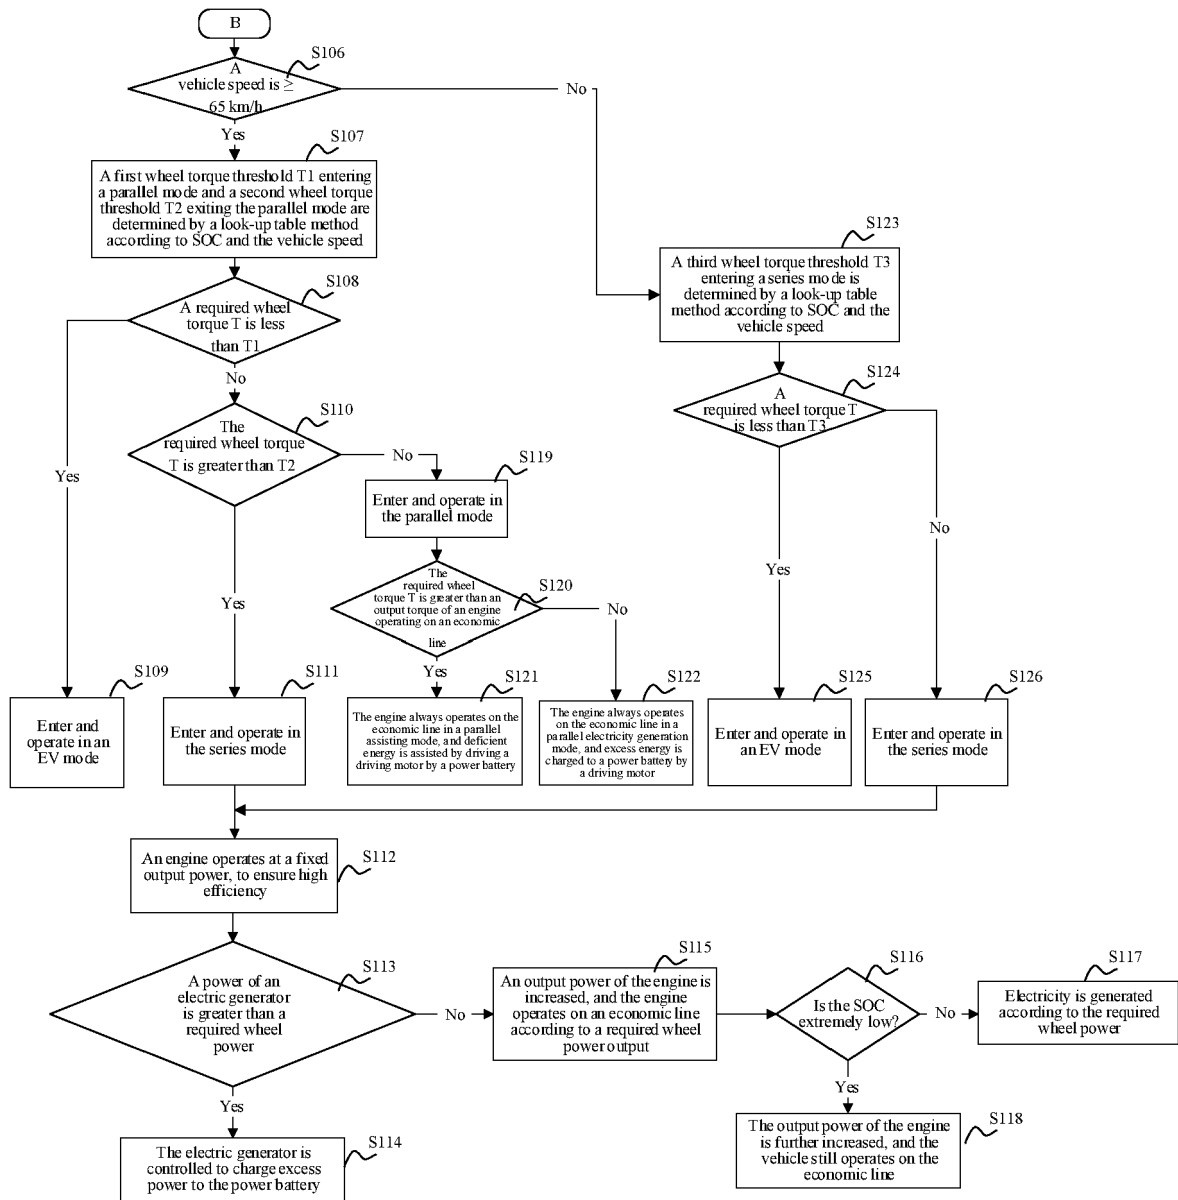 B
S106
A
vehicle speed is ≥
65 km/h
No
Yes
S107
A first wheel torque threshold T1 entering
a parallel mode and a second wheel torque
threshold T2 exiting the parallel mode are
determined by a look-up table method
according to SOC and the vehicle speed
S123
A third wheel torque threshold T3
entering a series mode is
determined by a look-up table
method according to SOC and the
vehicle speed
S108
A required wheel
torque T is less
than T1
No
Yes
S124
A
required wheel torque T
is less than T3
S110
The
required wheel torque
T is greater than T2
No
S119
Enter and operate in
the parallel mode
No
Yes
Yes
S120
The
required wheel
torque T is greater than an
output torque of an engine
operating on an economic
line
No
Yes
S109
Enter and
operate in an
EV mode
S111
Enter and operate in
the series mode
S121
The engine always operates on the
economic line in a parallel
assisting mode, and deficient
energy is assisted by driving a
driving motor by a power battery
S122
The engine always operates
on the economic line in a
parallel electricity generation
mode, and excess energy is
charged to a power battery by
a driving motor
S125
Enter and operate in
an EV mode
S126
Enter and operate in
the series mode
S112
An engine operates at a fixed
output power, to ensure high
efficiency
S113
A power of an
electric generator
is greater than a
required wheel
power
No
Yes
S115
An output power of the engine is
increased, and the engine
operates on an economic line
according to a required wheel
power output
S116
Is the SOC
extremely low?
No
Yes
S117
Electricity is generated
according to the required
wheel power
S114
The electric generator is
controlled to charge excess
power to the power battery
S118
The output power of the engine
is further increased, and the
vehicle still operates on the
economic line